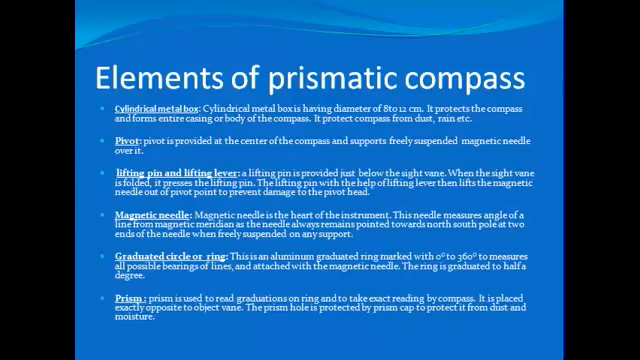 Elements of prismatic compass
Cylindrical metal box: Cylindrical metal box is having diameter of 8to 12 cm. It protects the compass
and forms entire casing or body of the compass. It protect compass from dust, rain etc.
Pivot: pivot is provided at the center of the compass and supports freely suspended magnetic needle
over it.
lifting pin and lifting lever: a lifting pin is provided just below the sight vane. When the sight vane
is folded, it presses the lifting pin. The lifting pin with the help of lifting lever then lifts the magnetic
needle out of pivot point to prevent damage to the pivot head.
Magnetic needle: Magnetic needle is the heart of the instrument. This needle measures angle of a
line from magnetic meridian as the needle always remains pointed towards north south pole at two
ends of the needle when freely suspended on any support.
Graduated circle or ring: This is an aluminum graduated ring marked with 0⁰ to 360⁰ to measures
all possible bearings of lines, and attached with the magnetic needle. The ring is graduated to half a
degree.
Prism : prism is used to read graduations on ring and to take exact reading by compass. It is placed
exactly opposite to object vane. The prism hole is protected by prism cap to protect it from dust and
moisture.